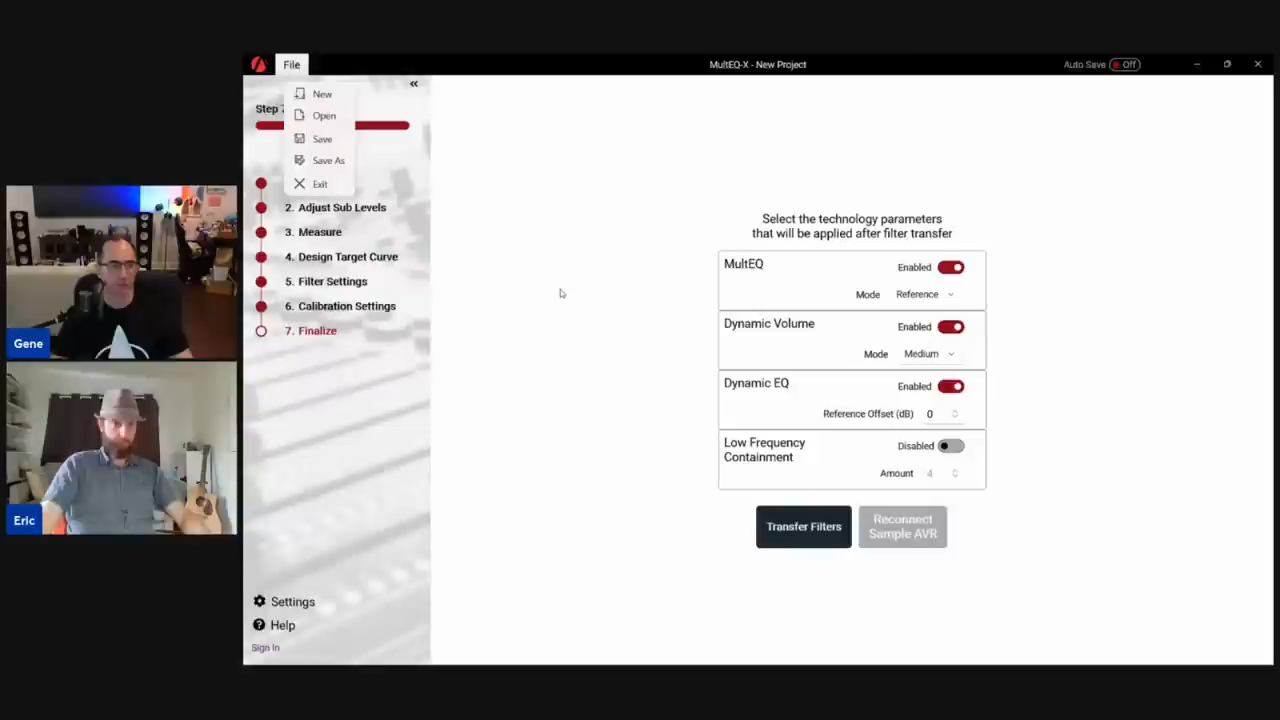 File
MultEQ-X - New Project
Auto Save Off
New
Open
Save
Save As
Exit
Step
2. Adjust Sub Levels
3. Measure
4. Design Target Curve
5. Filter Settings
6. Calibration Settings
7. Finalize
Settings
Help
Sign In
Select the technology parameters
that will be applied after filter transfer
MultEQ
Enabled
Mode Reference
Dynamic Volume
Enabled
Mode Medium
Dynamic EQ
Enabled
Reference Offset (dB) 0
Low Frequency
Containment
Disabled
Amount 4
Transfer Filters
Reconnect
Sample AVR
Gene
Eric